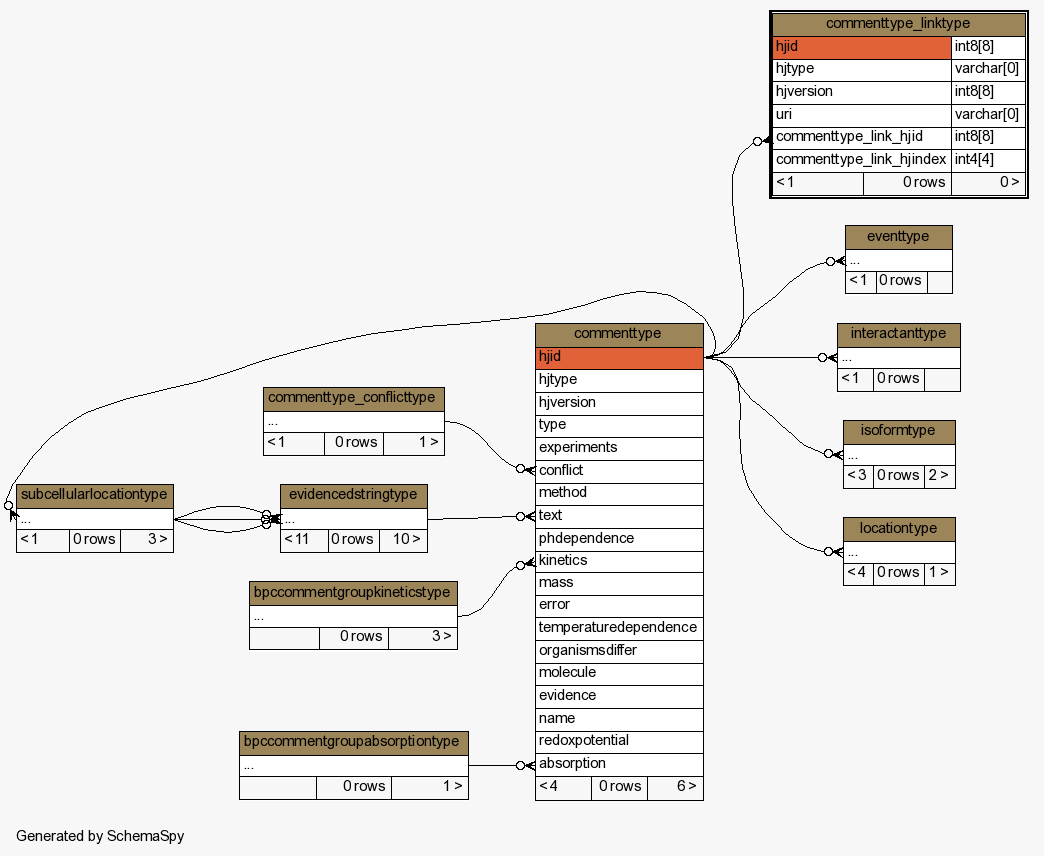 commenttype_linktype
hjid int8[8]
hjtype varchar[0]
hjversion int8[8]
uri varchar[0]
commenttype_link_hjid int8[8]
commenttype_link_hjindex int4[4]
< 1 0 rows 0 >
eventtype
...
< 1 0 rows
interactanttype
...
< 1 0 rows
isoformtype
...
< 3 0 rows 2 >
locationtype
...
< 4 0 rows 1 >
commenttype
hjid
hjtype
hjversion
type
experiments
conflict
method
text
phdependence
kinetics
mass
error
temperaturedependence
organismsdiffer
molecule
evidence
name
redoxpotential
absorption
< 4 0 rows 6 >
commenttype_conflicttype
...
< 1 0 rows 1 >
subcellularlocationtype
...
< 1 0 rows 3 >
evidencedstringtype
...
< 11 0 rows 10 >
bpccommentgroupkineticstype
...
0 rows 3 >
bpccommentgroupabsorptiontype
...
0 rows 1 >
Generated by SchemaSpy